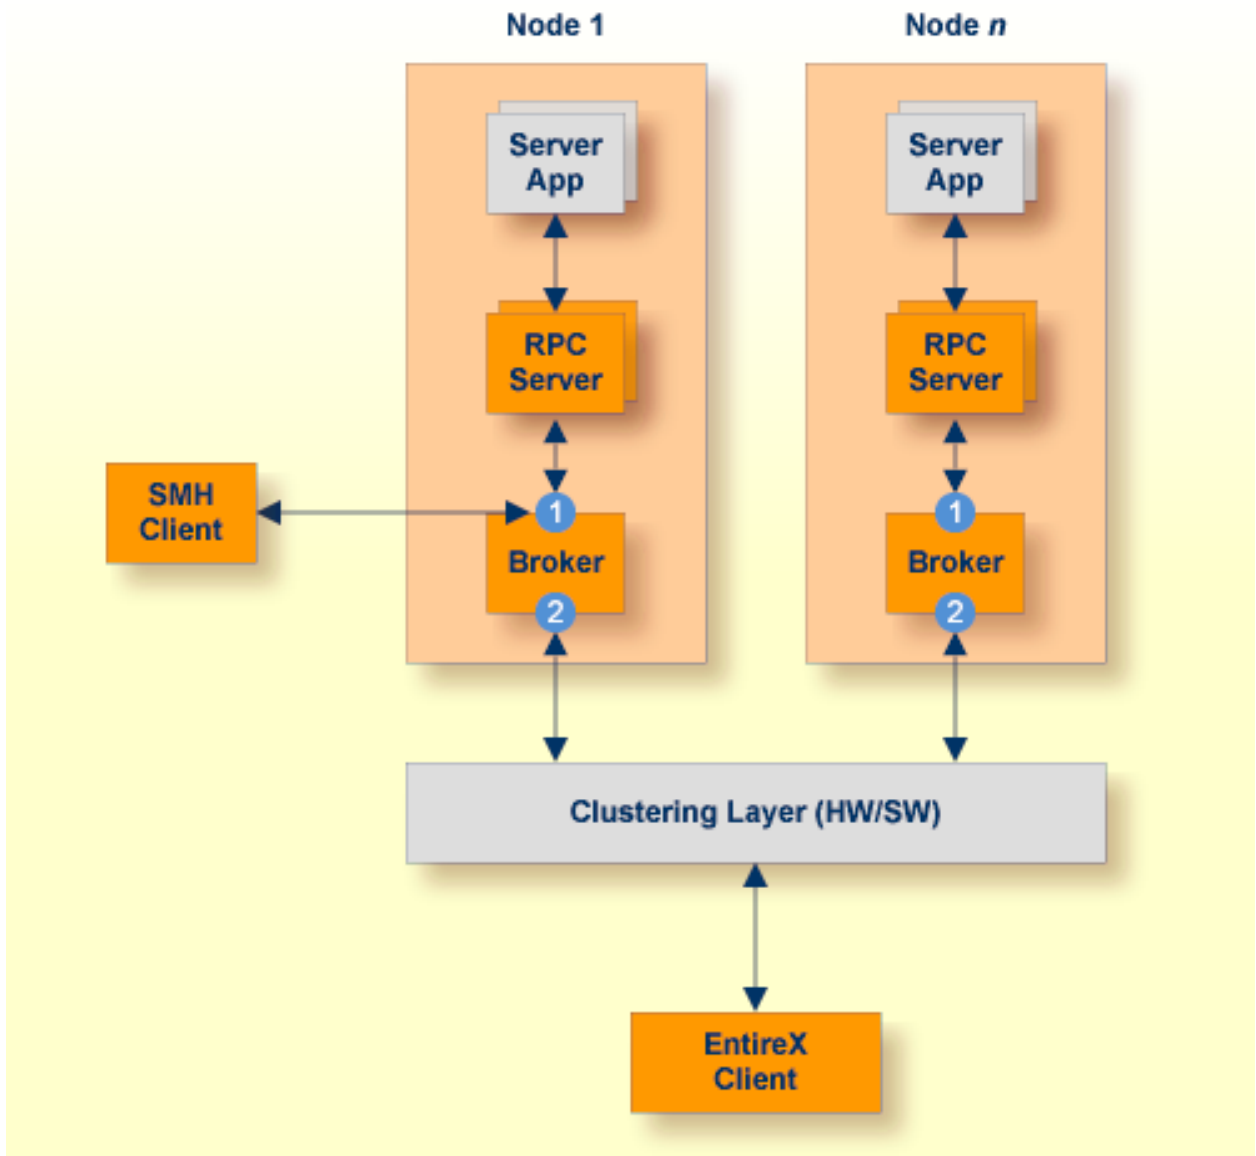 Node 1
Node n
Server
App
Server
App
RPC
Server
RPC
Server
SMH
Client
1
Broker
2
1
Broker
2
Clustering Layer (HW/SW)
EntireX
Client